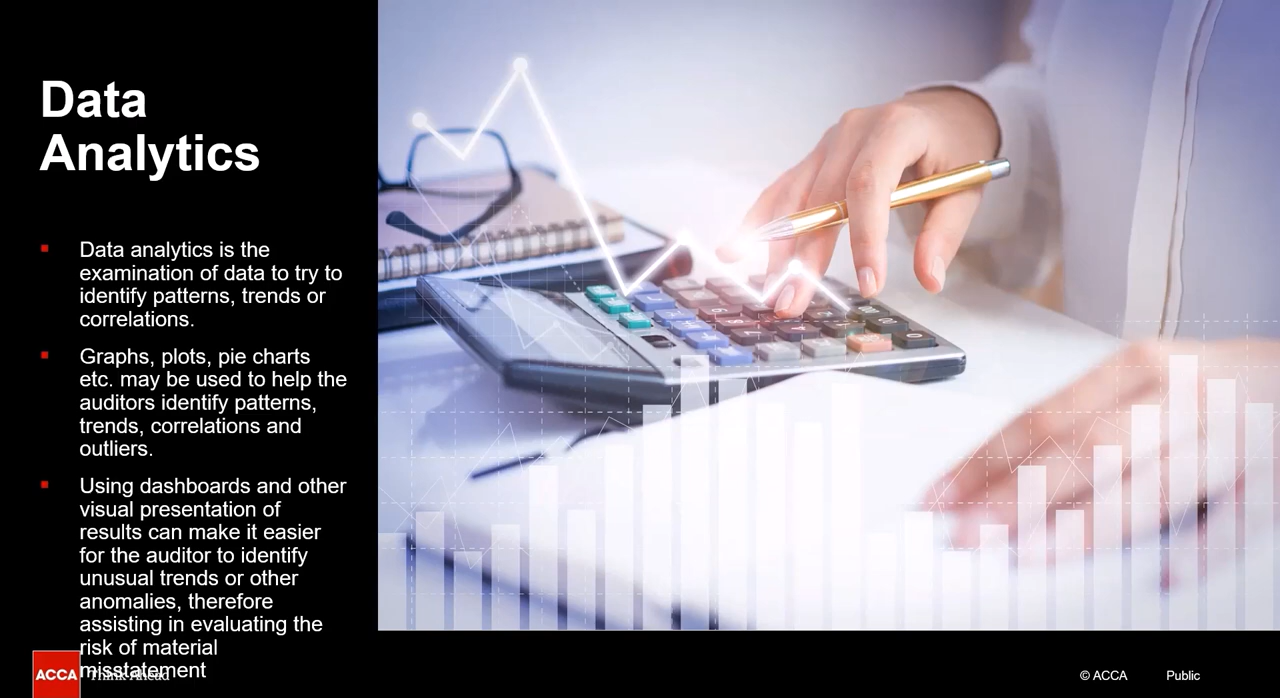 Data
Analytics
Data analytics is the
examination of data to try to
identify patterns, trends or
correlations.
Graphs, plots, pie charts
etc. may be used to help the
auditors identify patterns,
trends, correlations and
outliers.
Using dashboards and other
visual presentation of
results can make it easier
for the auditor to identify
unusual trends or other
anomalies, therefore
assisting in evaluating the
risk of material
misstatement
ACCA Think Ahead
© ACCA Public